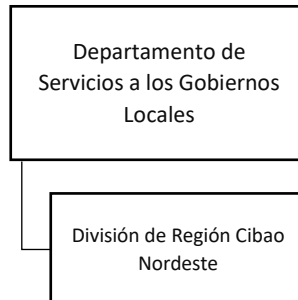 Departamento de
Servicios a los Gobiernos
Locales
División de Región Cibao
Nordeste